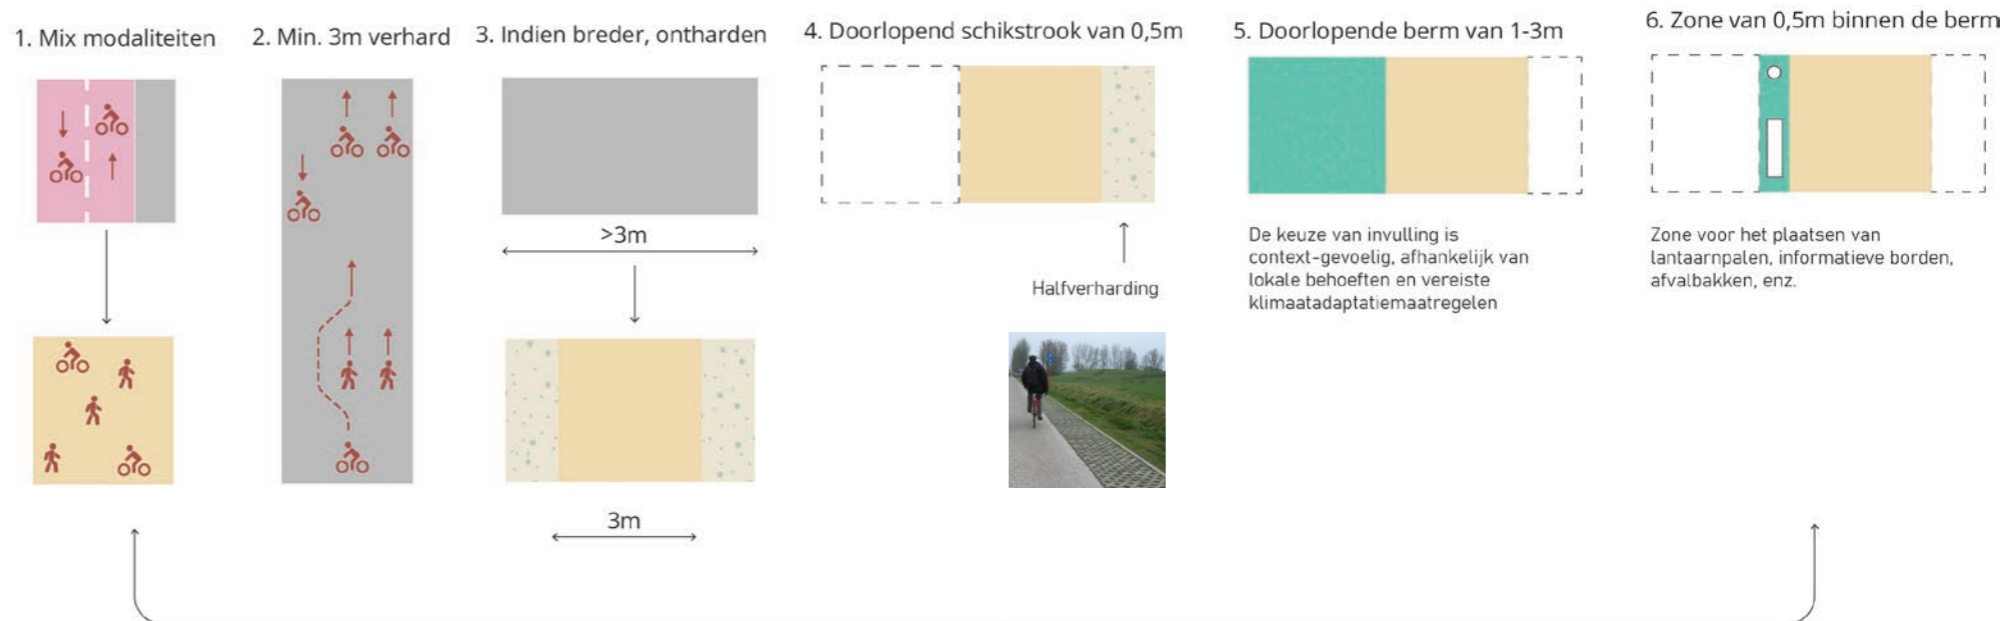 1. Mix modaliteiten
2. Min. 3m verhard
3. Indien breder, ontharden
>3m
3m
4. Doorlopend schikstrook van 0,5m
Halfverharding
5. Doorlopende berm van 1-3m
De keuze van invulling is
context-gevoelig, afhankelijk van
lokale behoeften en vereiste
klimaatadaptatiemaatregelen
6. Zone van 0,5m binnen de berm
Zone voor het plaatsen van
lantaarnpalen, informatieve borden,
afvalbakken, enz.